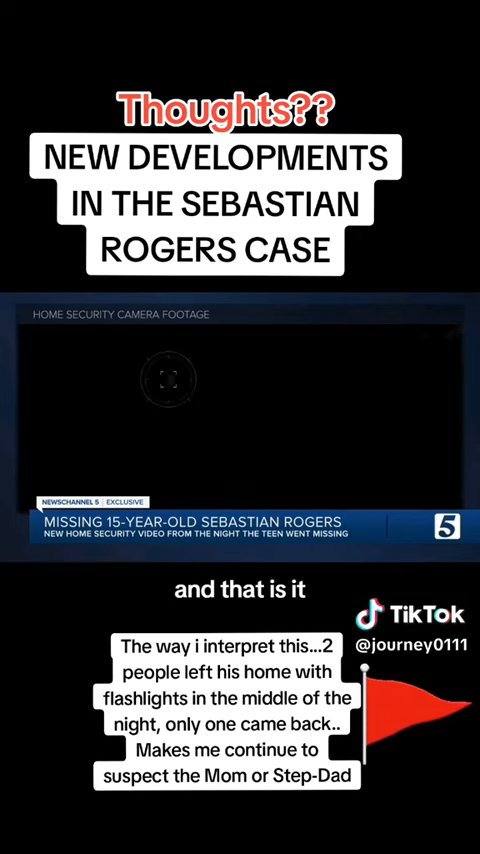 Thoughts??
NEW DEVELOPMENTS
IN THE SEBASTIAN
ROGERS CASE
HOME SECURITY CAMERA FOOTAGE
NEWSCHANNEL 5 | EXCLUSIVE
MISSING 15-YEAR-OLD SEBASTIAN ROGERS
NEW HOME SECURITY VIDEO FROM THE NIGHT THE TEEN WENT MISSING
5
and that is it
TikTok
@journey0111
The way i interpret this...2
people left his home with
flashlights in the middle of the
night, only one came back..
Makes me continue to
suspect the Mom or Step-Dad